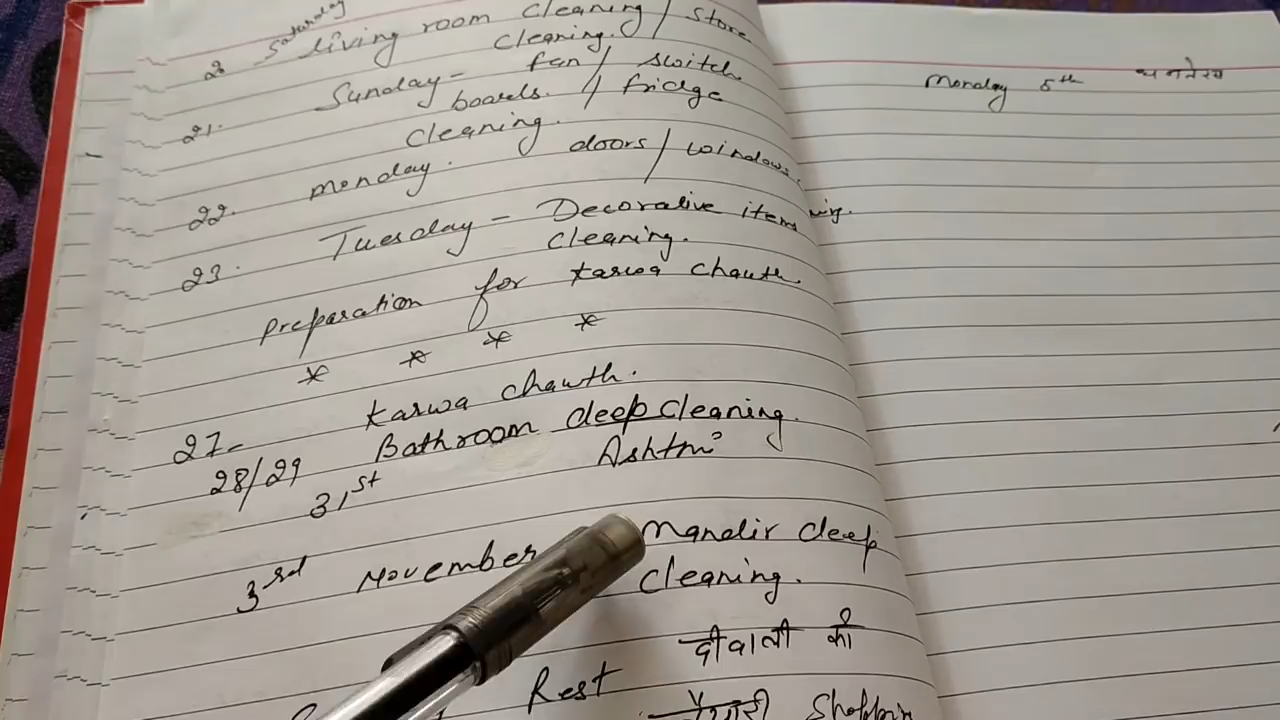 Saturday
living room cleaning / store
cleaning.
21. Sunday - fan / switch
boards. / fridge
cleaning.
22. monday. doors / windows.
23. Tuesday - Decorative items
cleaning.
preparation for karwa chauth
* * * *
27- karwa chauth.
28/29 Bathroom deep cleaning.
31st Ashtmi
3rd November mandir deep
cleaning.
Rest दीवाली की
तैयारी Shopping
Monday 5th धनतेरस